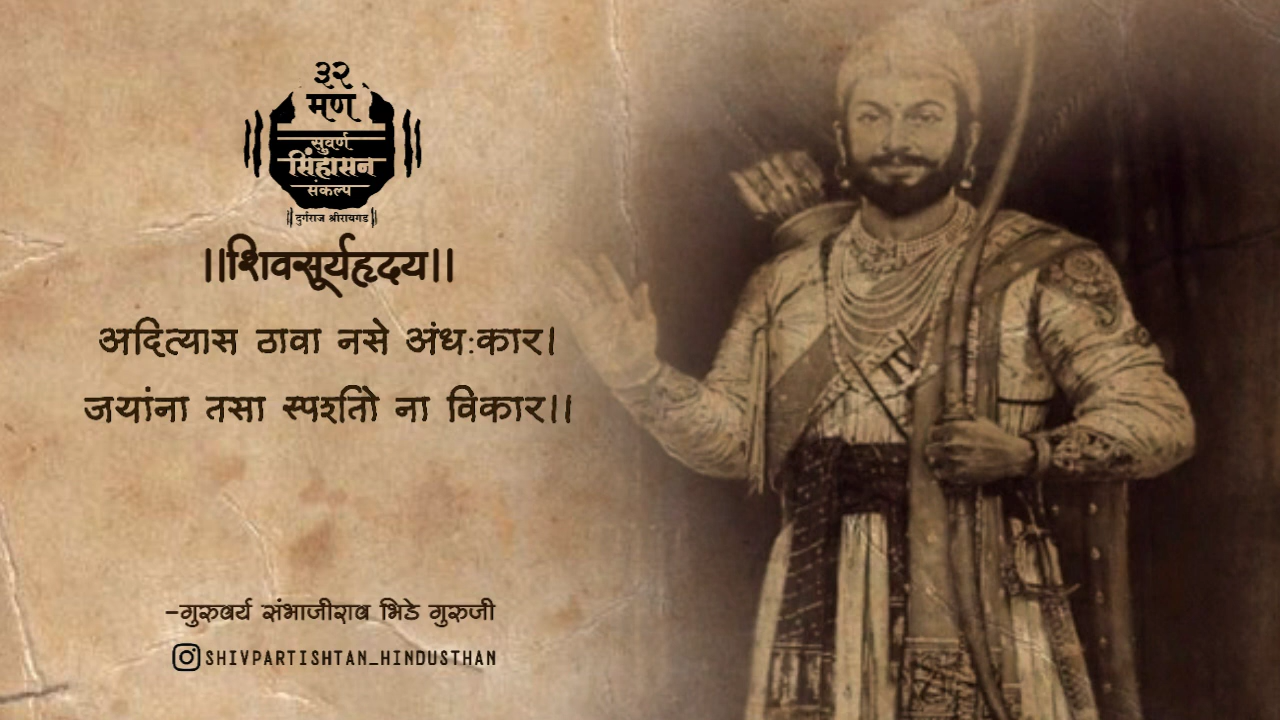 ३२
मण
सुवर्ण
सिंहासन
संकल्प
॥दुर्गराज श्रीरायगड॥
||शिवसूर्यहृदय||
अदित्यास ठावा नसे अंधःकार।
जयांना तसा स्पर्शतो ना विकार।।
-गुरुवर्य संभाजीराव भिडे गुरुजी
SHIVPARTISHTAN_HINDUSTHAN